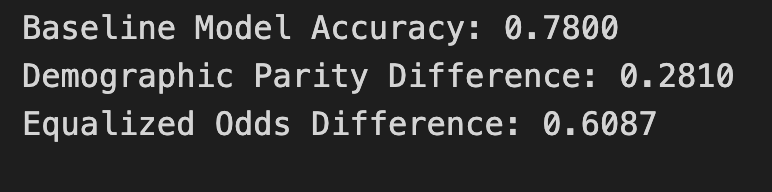 Baseline Model Accuracy: 0.7800
Demographic Parity Difference: 0.2810
Equalized Odds Difference: 0.6087